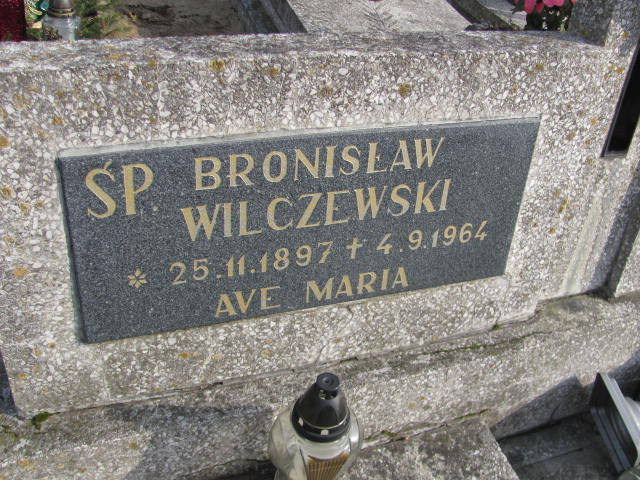 ŚP. BRONISŁAW
WILCZEWSKI
* 25.11.1897 + 4.9.1964
AVE MARIA